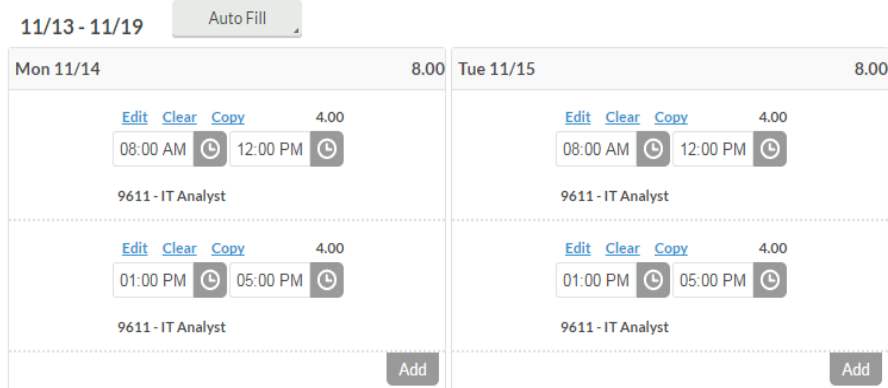 11/13 - 11/19 Auto Fill
Mon 11/14 8.00 Tue 11/15 8.00
Edit Clear Copy 4.00 Edit Clear Copy 4.00
08:00 AM 12:00 PM 08:00 AM 12:00 PM
9611 - IT Analyst 9611 - IT Analyst
Edit Clear Copy 4.00 Edit Clear Copy 4.00
01:00 PM 05:00 PM 01:00 PM 05:00 PM
9611 - IT Analyst 9611 - IT Analyst
Add Add